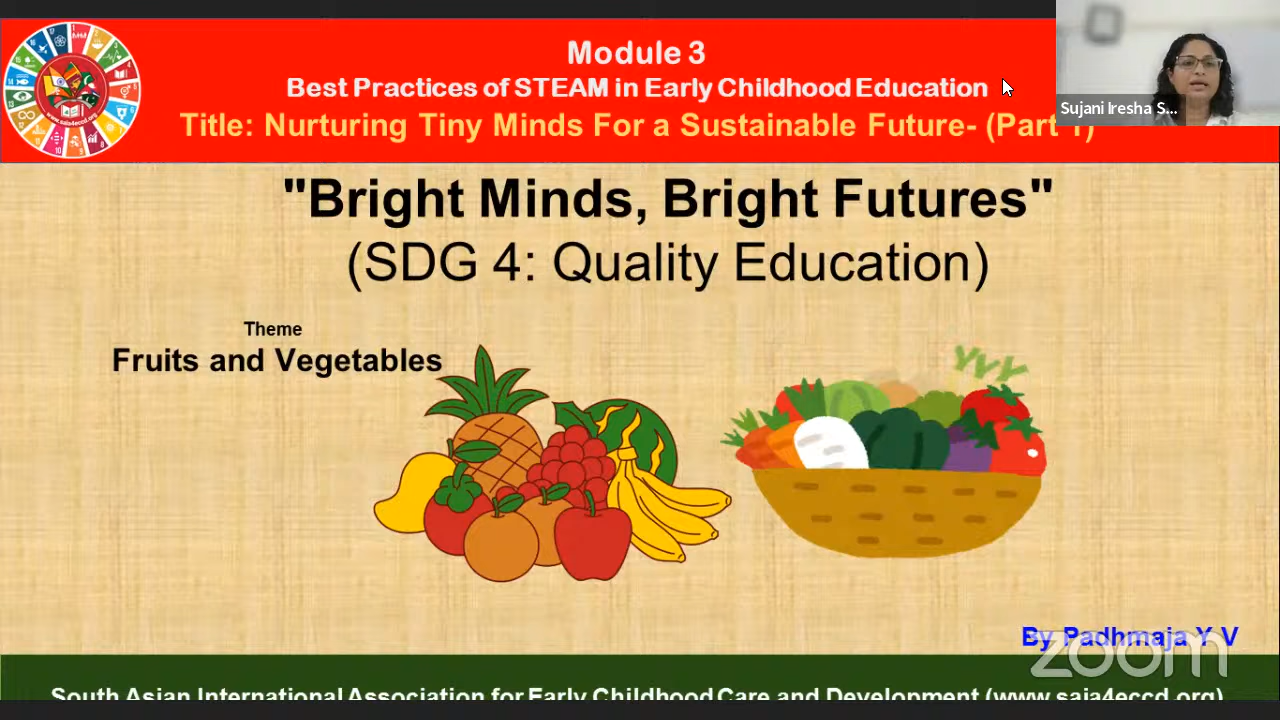 Module 3
Best Practices of STEAM in Early Childhood Education
Title: Nurturing Tiny Minds For a Sustainable Future- (Part 1)
Sujani Iresha S...
"Bright Minds, Bright Futures"
(SDG 4: Quality Education)
Theme
Fruits and Vegetables
By Padhmaja Y V
zoom
South Asian International Association for Early Childhood Care and Development (www.saia4eccd.org)